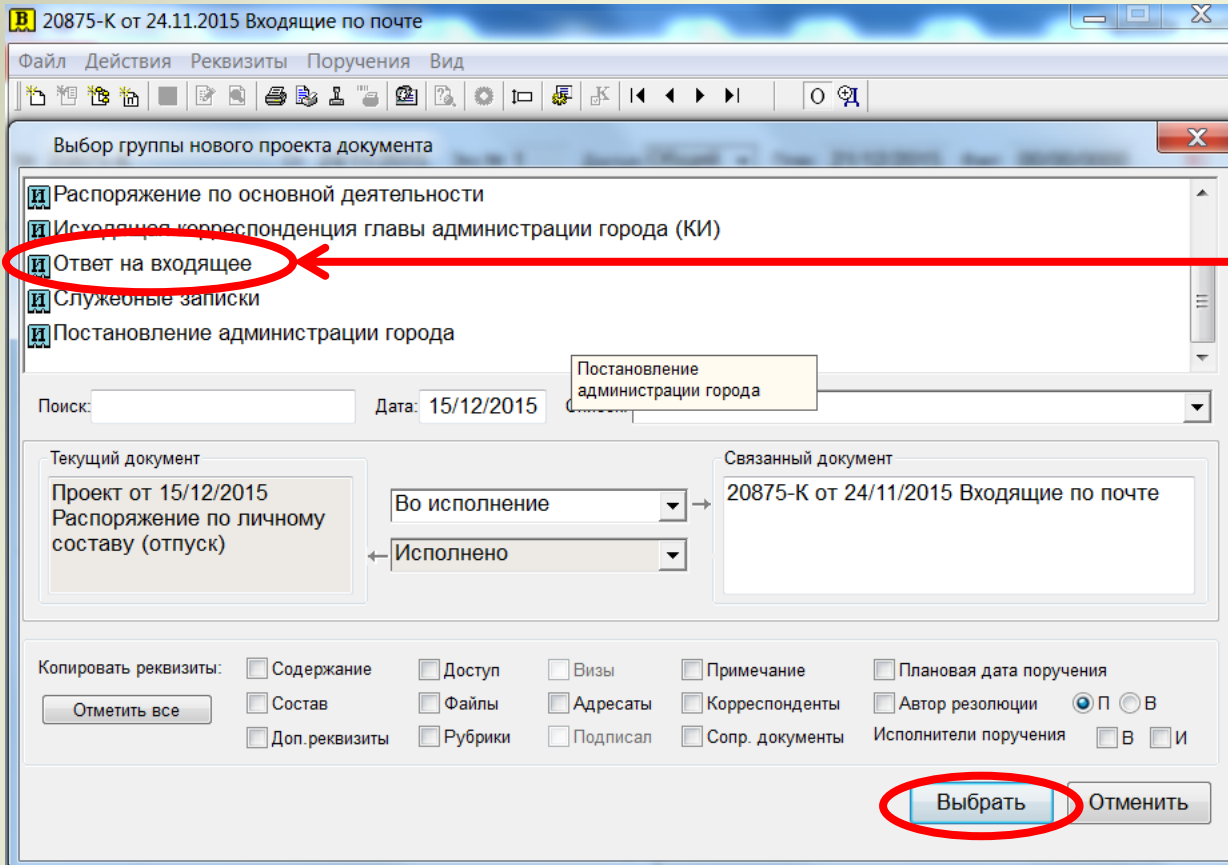 20875-К от 24.11.2015 Входящие по почте
Файл Действия Реквизиты Поручения Вид
Выбор группы нового проекта документа
Распоряжение по основной деятельности
Исходящая корреспонденция главы администрации города (КИ)
Ответ на входящее
Служебные записки
Постановление администрации города
Постановление
администрации города
Поиск: Дата: 15/12/2015
Текущий документ Связанный документ
Проект от 15/12/2015
Распоряжение по личному
составу (отпуск)
Во исполнение
20875-К от 24/11/2015 Входящие по почте
Исполнено
Копировать реквизиты: Содержание Доступ Визы Примечание Плановая дата поручения
Отметить все Состав Файлы Адресаты Корреспонденты Автор резолюции П В
Доп.реквизиты Рубрики Подписал Сопр. документы Исполнители поручения В И
Выбрать Отменить